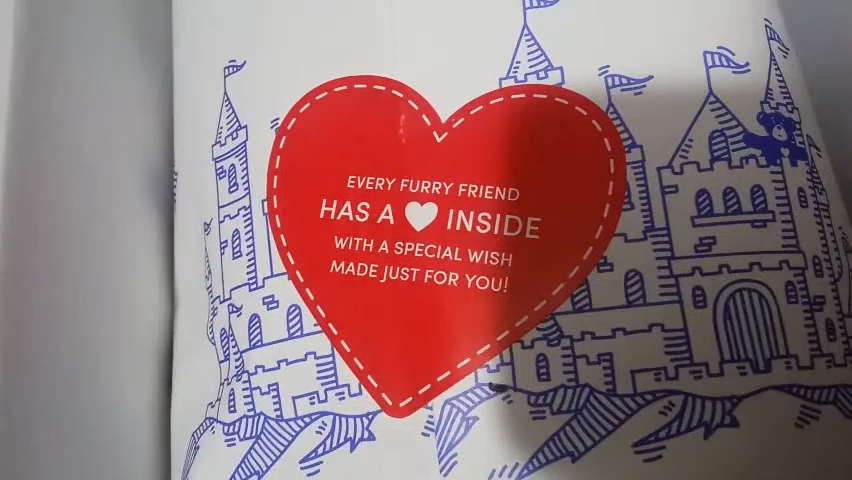 EVERY FURRY FRIEND
HAS A 🤍 INSIDE
WITH A SPECIAL WISH
MADE JUST FOR YOU!